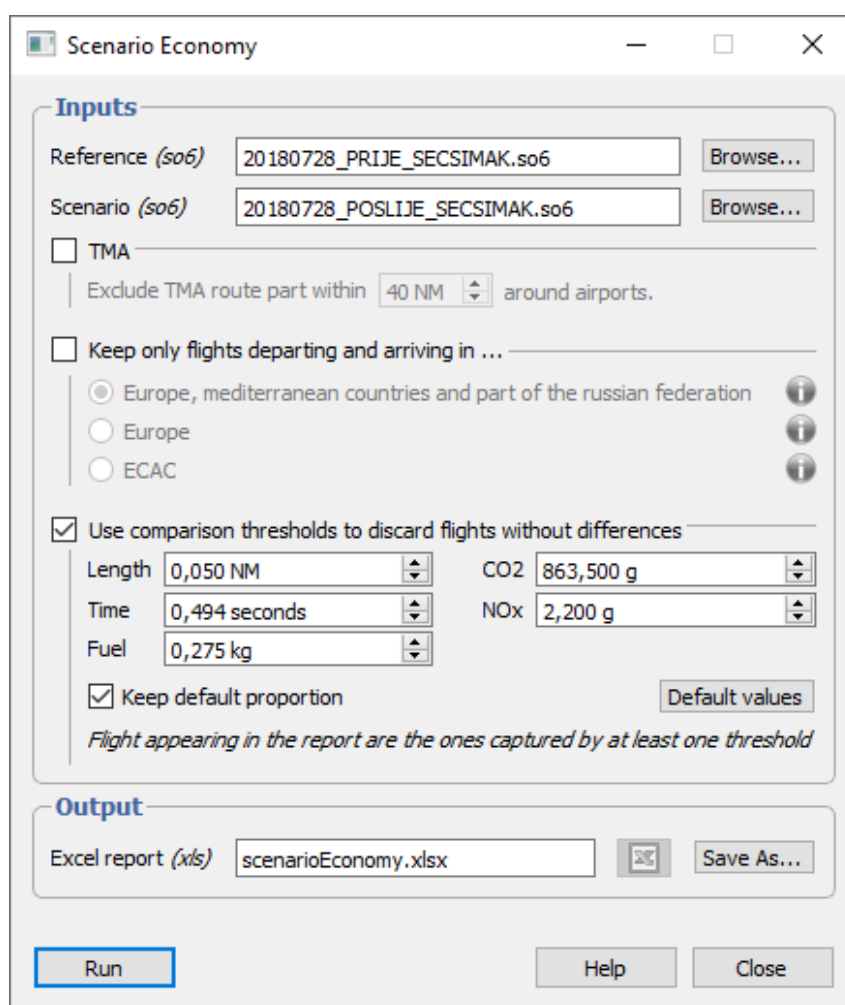 Scenario Economy
Inputs
Reference (so6) 20180728_PRIJE_SECSIMAK.so6 Browse...
Scenario (so6) 20180728_POSLIJE_SECSIMAK.so6 Browse...
TMA
Exclude TMA route part within 40 NM around airports.
Keep only flights departing and arriving in ...
Europe, mediterranean countries and part of the russian federation
Europe
ECAC
Use comparison thresholds to discard flights without differences
Length 0,050 NM CO2 863,500 g
Time 0,494 seconds NOx 2,200 g
Fuel 0,275 kg
Keep default proportion Default values
Flight appearing in the report are the ones captured by at least one threshold
Output
Excel report (xls) scenarioEconomy.xlsx Save As...
Run Help Close